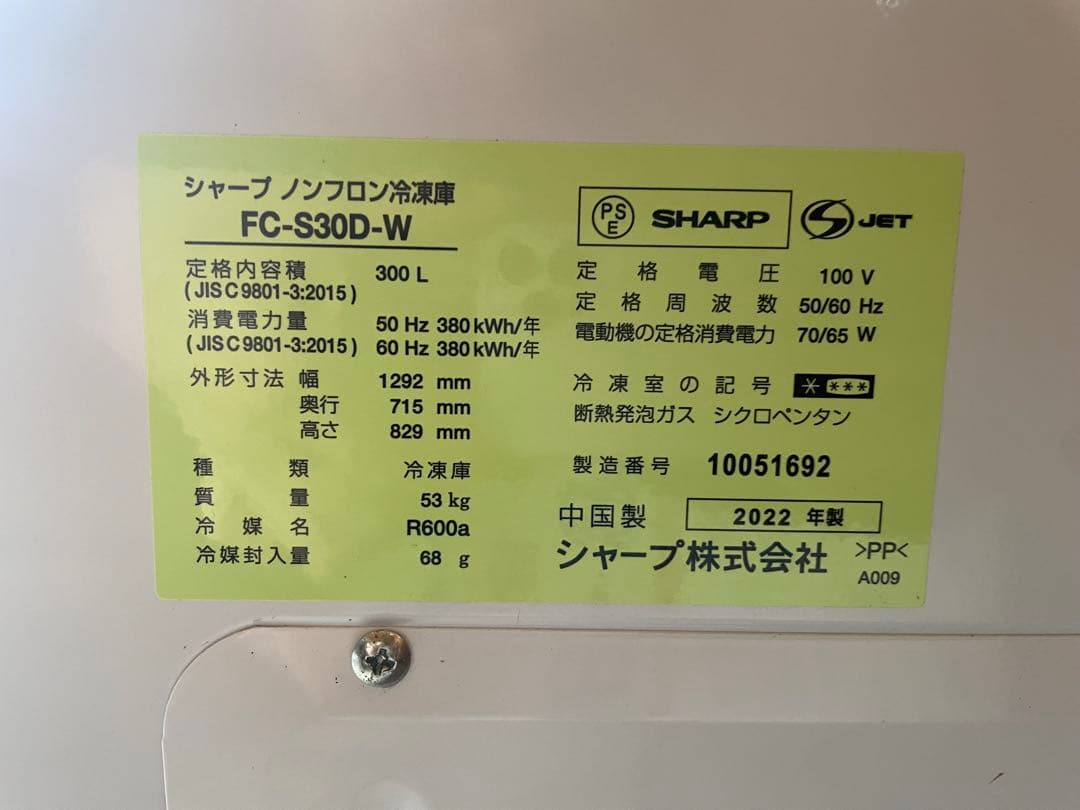 シャープ ノンフロン冷凍庫
FC-S30D-W
定格内容積 300 L
(JIS C 9801-3:2015)
消費電力量 50 Hz 380 kWh/年
(JIS C 9801-3:2015) 60 Hz 380 kWh/年
外形寸法 幅 1292 mm
奥行 715 mm
高さ 829 mm
種類 冷凍庫
質量 53 kg
冷媒名 R600a
冷媒封入量 68 g
PSE SHARP S JET
定格電圧 100 V
定格周波数 50/60 Hz
電動機の定格消費電力 70/65 W
冷凍室の記号 * ***
断熱発泡ガス シクロペンタン
製造番号 10051692
中国製 2022 年製
シャープ株式会社 >PP<
A009